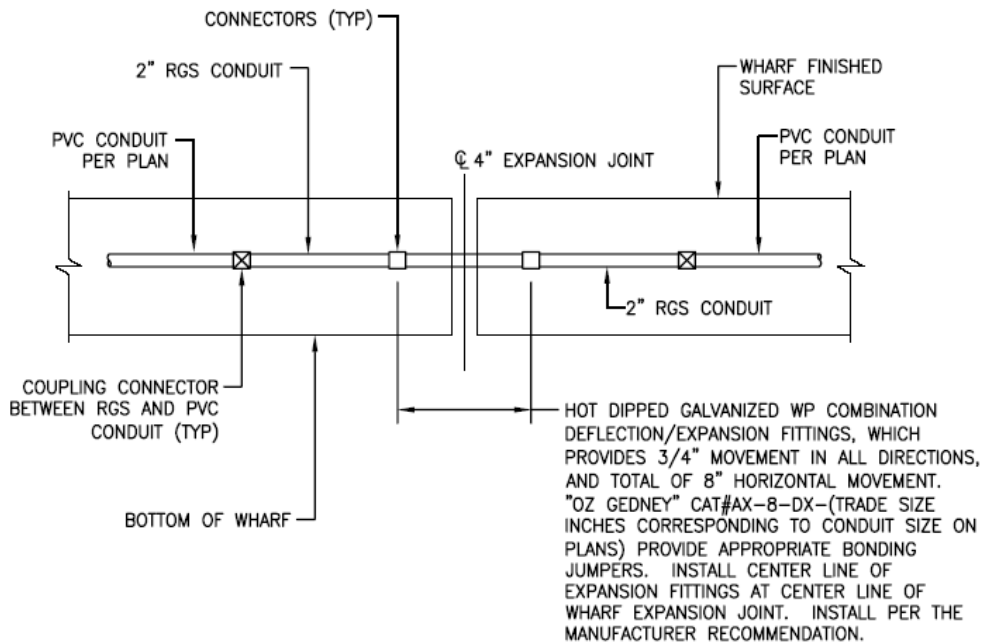 CONNECTORS (TYP)
2" RGS CONDUIT
WHARF FINISHED
SURFACE
PVC CONDUIT
PER PLAN
PVC CONDUIT
PER PLAN
℄ 4" EXPANSION JOINT
2" RGS CONDUIT
COUPLING CONNECTOR
BETWEEN RGS AND PVC
CONDUIT (TYP)
BOTTOM OF WHARF
HOT DIPPED GALVANIZED WP COMBINATION
DEFLECTION/EXPANSION FITTINGS, WHICH
PROVIDES 3/4" MOVEMENT IN ALL DIRECTIONS,
AND TOTAL OF 8" HORIZONTAL MOVEMENT.
"OZ GEDNEY" CAT#AX-8-DX-(TRADE SIZE
INCHES CORRESPONDING TO CONDUIT SIZE ON
PLANS) PROVIDE APPROPRIATE BONDING
JUMPERS. INSTALL CENTER LINE OF
EXPANSION FITTINGS AT CENTER LINE OF
WHARF EXPANSION JOINT. INSTALL PER THE
MANUFACTURER RECOMMENDATION.